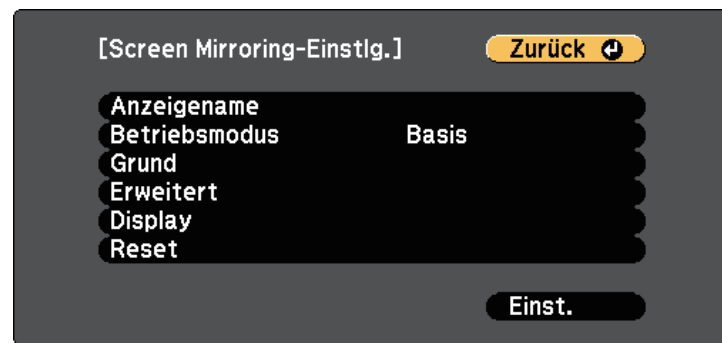 [Screen Mirroring-Einstlg.] Zurück
Anzeigename
Betriebsmodus Basis
Grund
Erweitert
Display
Reset
Einst.